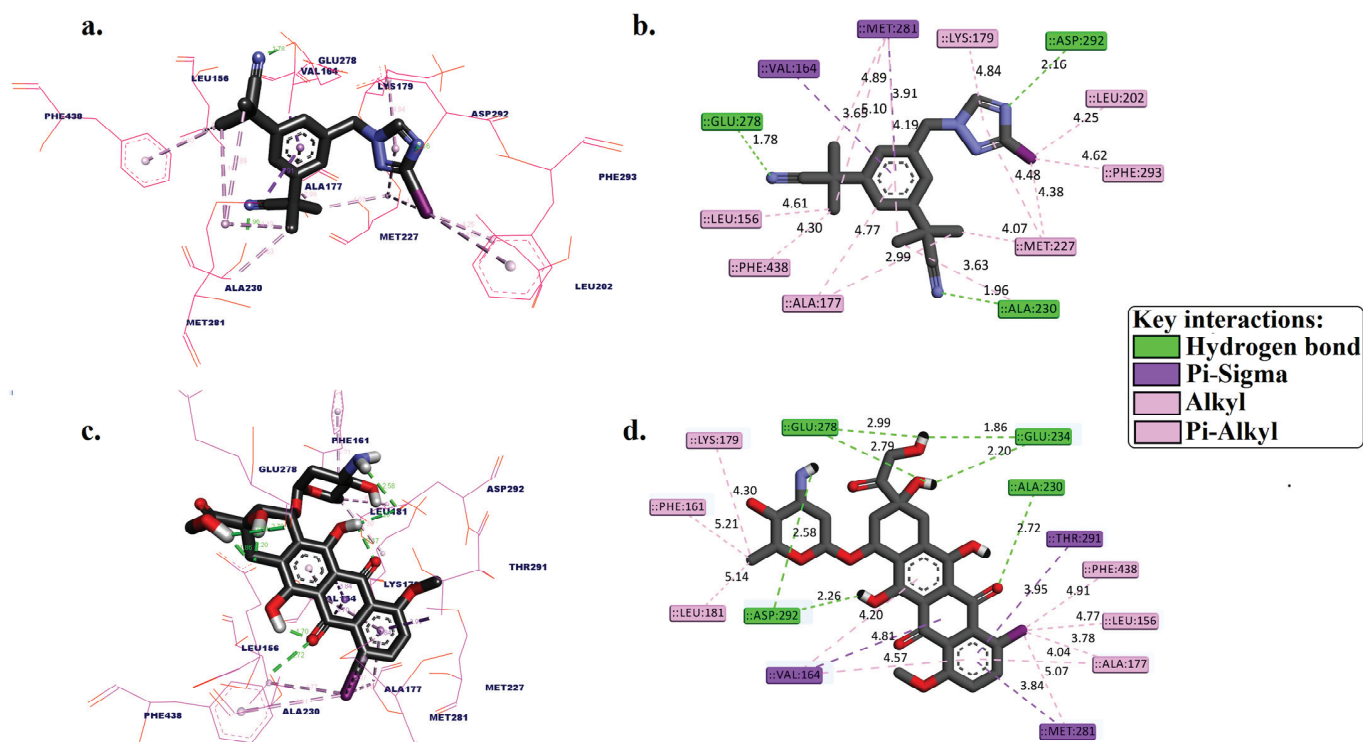 a.
2.78
GLU278
VAL164
LEU156
LYS179
PHE438
ASP292
PHE293
ALA177
MET227
LEU202
ALA230
MET281
b.
::MET:281
::LYS:179
::ASP:292
::VAL:164
4.89
4.84
2.16
::LEU:202
3.91
5.10
3.65
4.25
::GLU:278
4.19
1.78
4.62
::PHE:293
4.48
4.38
::LEU:156
4.61
4.77
4.07
::MET:227
::PHE:438
4.30
2.99
3.63
::ALA:177
1.96
::ALA:230
Key interactions:
Hydrogen bond
Pi-Sigma
Alkyl
Pi-Alkyl
c.
PHE161
GLU278
2.58
ASP292
LEU181
THR291
LYS179
LEU156
ALA177
MET227
PHE438
ALA230
MET281
d.
::LYS:179
::GLU:278
2.99
1.86
::GLU:234
2.79
2.20
::ALA:230
4.30
::PHE:161
5.21
2.58
2.72
::THR:291
5.14
::PHE:438
3.95
4.91
::LEU:181
::ASP:292
2.26
4.20
4.77
::LEU:156
3.78
4.81
4.04
::ALA:177
4.57
5.07
::VAL:164
3.84
::MET:281